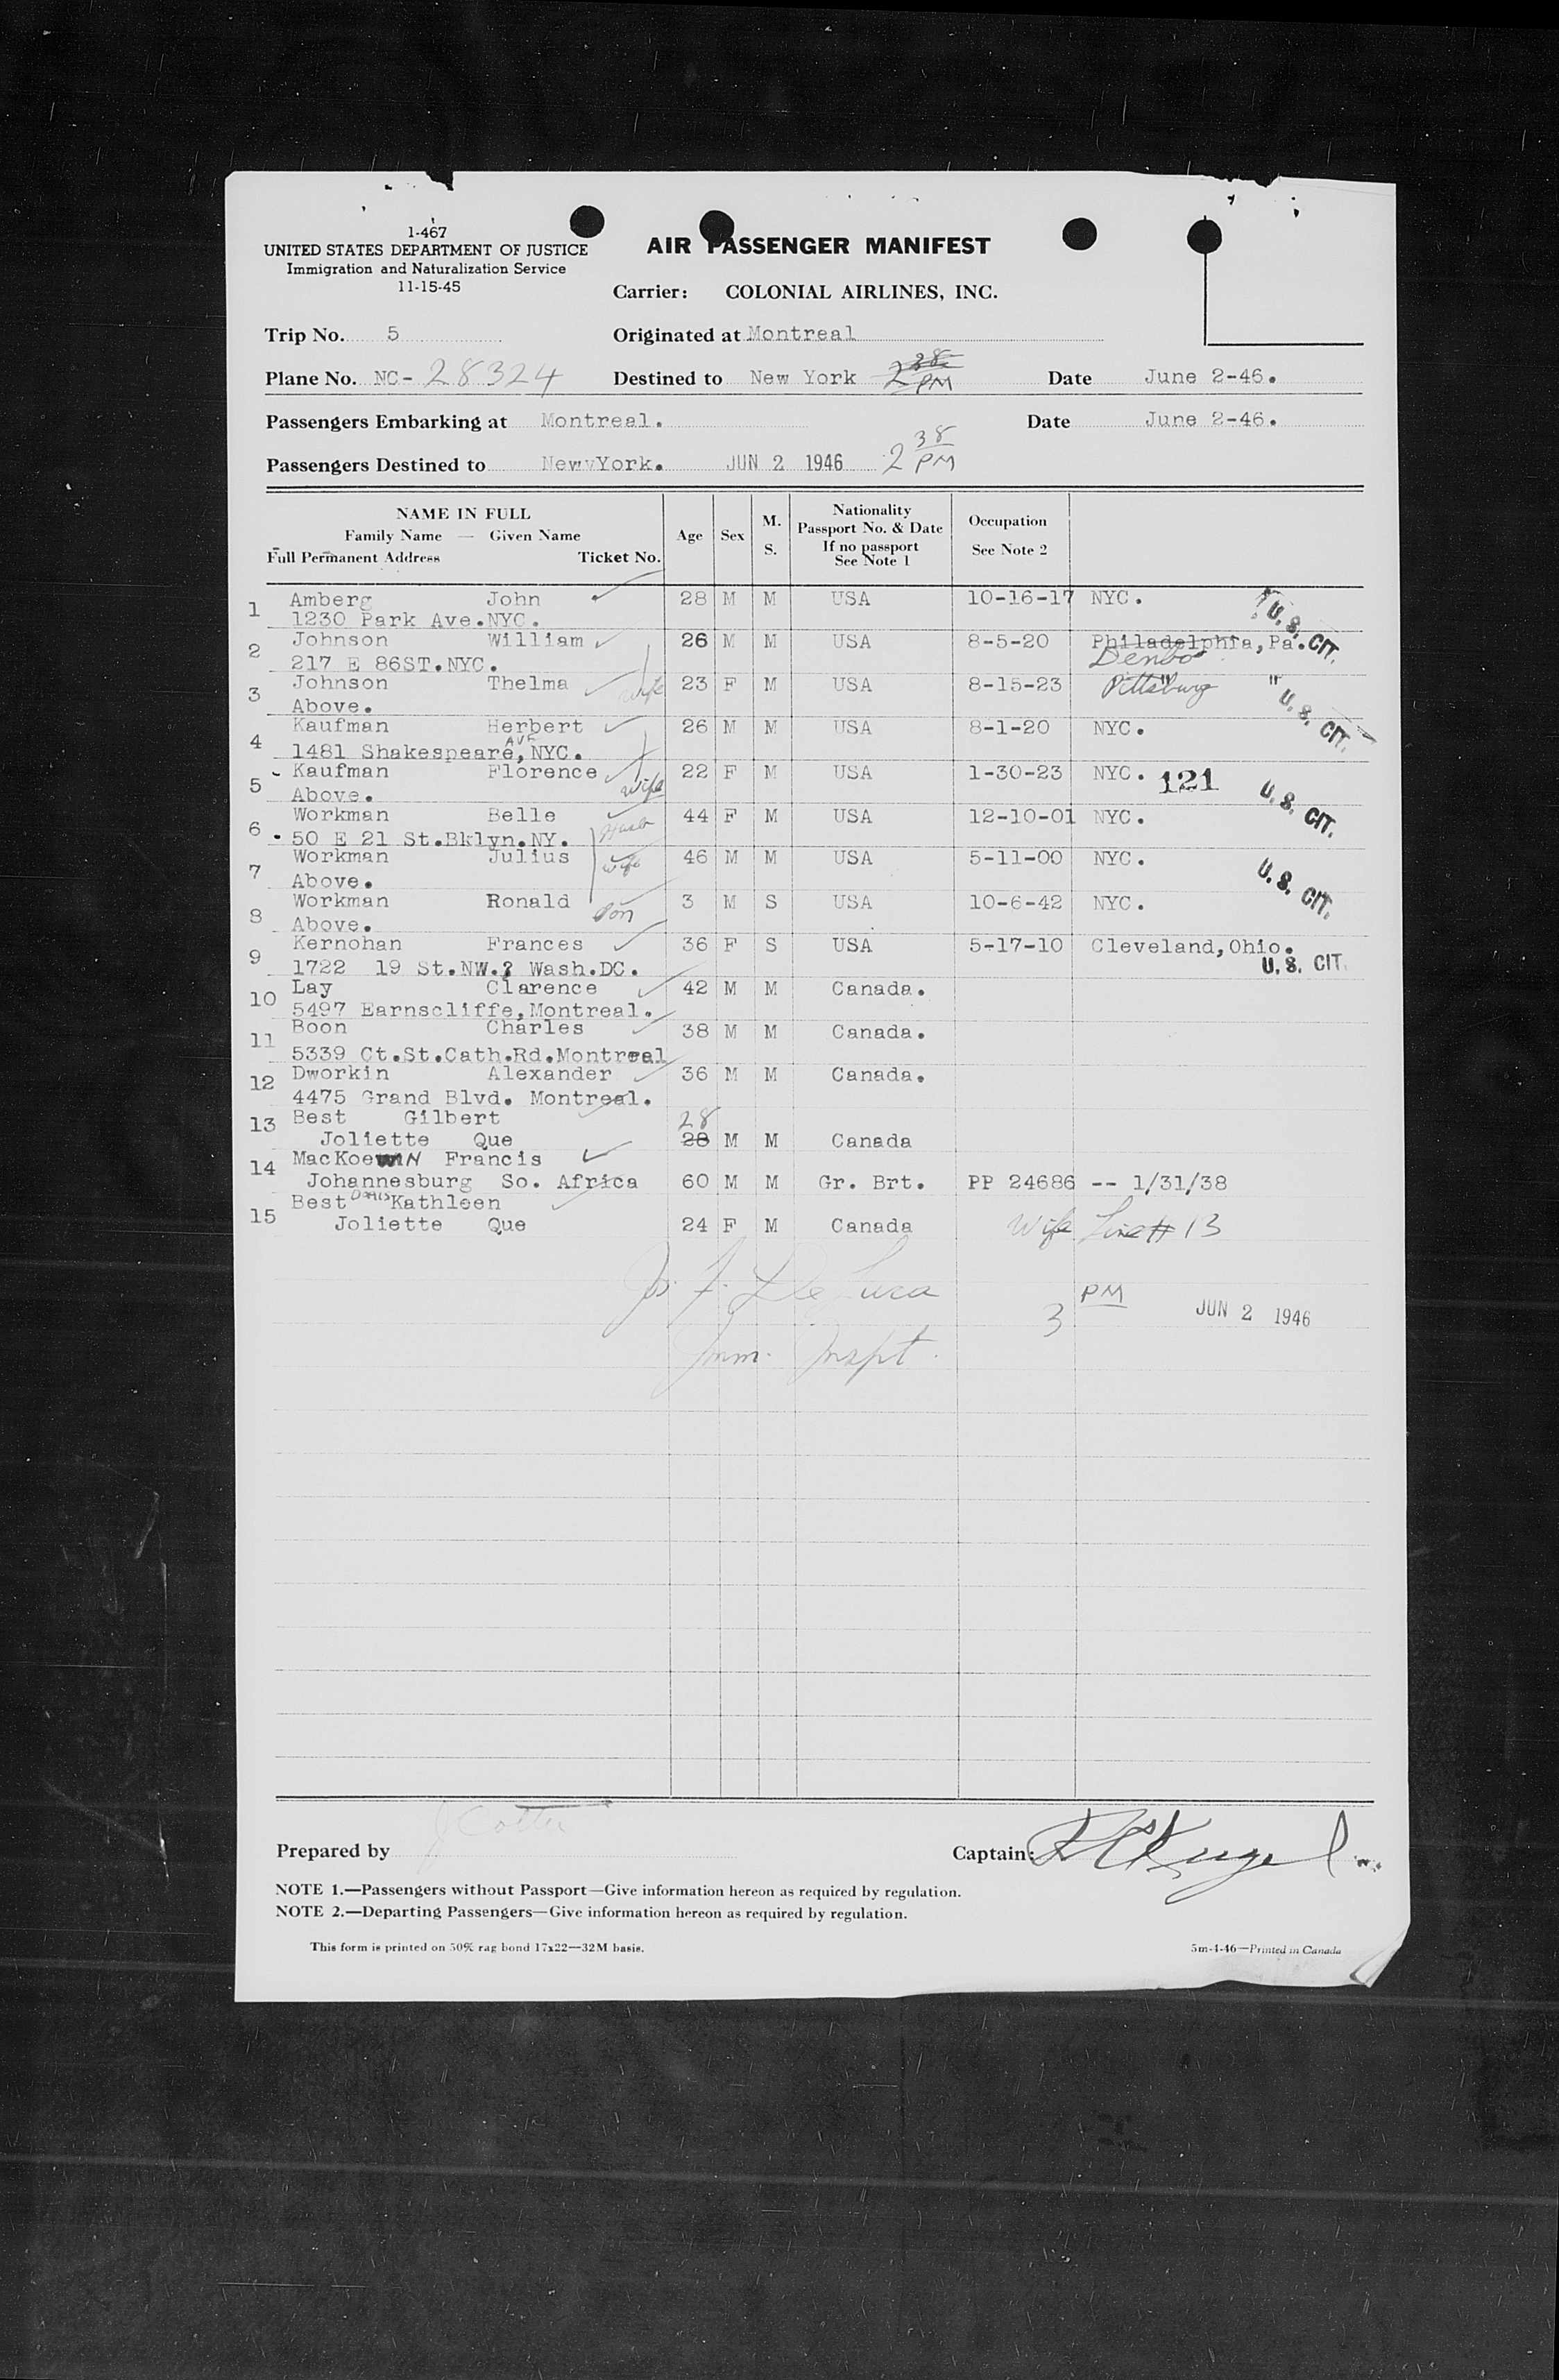 1-467
UNITED STATES DEPARTMENT OF JUSTICE
Immigration and Naturalization Service
11-15-45
AIR PASSENGER MANIFEST
Carrier: COLONIAL AIRLINES, INC.
Trip No. 5 Originated at Montreal
Plane No. NC- 28324 Destined to New York 2 38 PM Date June 2-46.
Passengers Embarking at Montreal. Date June 2-46.
Passengers Destined to NewvYork. JUN 2 1946 2 38 PM
NAME IN FULL
Family Name — Given Name
Full Permanent Address Ticket No.
Age Sex M. S.
Nationality
Passport No. & Date
If no passport
See Note 1
Occupation
See Note 2
1 Amberg John 28 M M USA 10-16-17 NYC.
1230 Park Ave.NYC. U.S. CIT.
2 Johnson William 26 M M USA 8-5-20 Philadelphia, Pa.
217 E 86ST.NYC.
3 Johnson Thelma wife 23 F M USA 8-15-23 Pittsburg "
Above. U.S. CIT.
4 Kaufman Herbert 26 M M USA 8-1-20 NYC.
1481 Shakespeare, AVE NYC.
5 Kaufman Florence wife 22 F M USA 1-30-23 NYC. 121
Above. U.S. CIT.
6 Workman Belle 44 F M USA 12-10-01 NYC.
50 E 21 St.Bklyn.NY.
7 Workman Julius wife 46 M M USA 5-11-00 NYC.
Above. U.S. CIT.
8 Workman Ronald Son 3 M S USA 10-6-42 NYC.
Above.
9 Kernohan Frances 36 F S USA 5-17-10 Cleveland,Ohio.
1722 19 St.NW.? Wash.DC. U.S. CIT.
10 Lay Clarence 42 M M Canada.
5497 Earnscliffe,Montreal.
11 Boon Charles 38 M M Canada.
5339 Ct.St.Cath.Rd.Montreal
12 Dworkin Alexander 36 M M Canada.
4475 Grand Blvd. Montreal.
13 Best Gilbert 28
Joliette Que 28 M M Canada
14 MacKoewN Francis
Johannesburg So. Africa 60 M M Gr. Brt. PP 24686 -- 1/31/38
15 Best Kathleen
Joliette Que 24 F M Canada Wife Line # 13
Jos. F. De Luca
Imm. Inspt.
3 PM JUN 2 1946
Prepared by J Cotter
Captain:
NOTE 1.—Passengers without Passport—Give information hereon as required by regulation.
NOTE 2.—Departing Passengers—Give information hereon as required by regulation.
This form is printed on 50% rag bond 17x22—32M basis.
5m-4-46—Printed in Canada